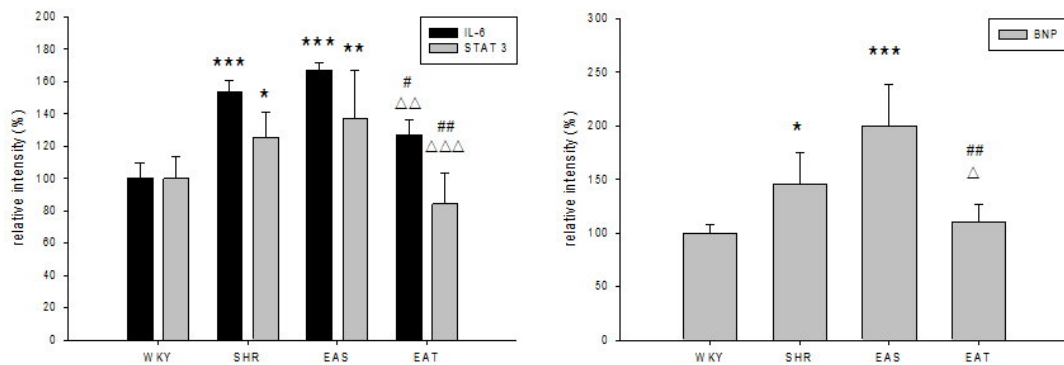 200
180
160
140
120
100
80
60
40
20
0
relative intensity (%)
IL-6
STAT 3
***
*
***
**
#
△△
##
△△△
WKY
SHR
EAS
EAT
300
250
200
150
100
50
0
relative intensity (%)
BNP
*
***
##
△
WKY
SHR
EAS
EAT